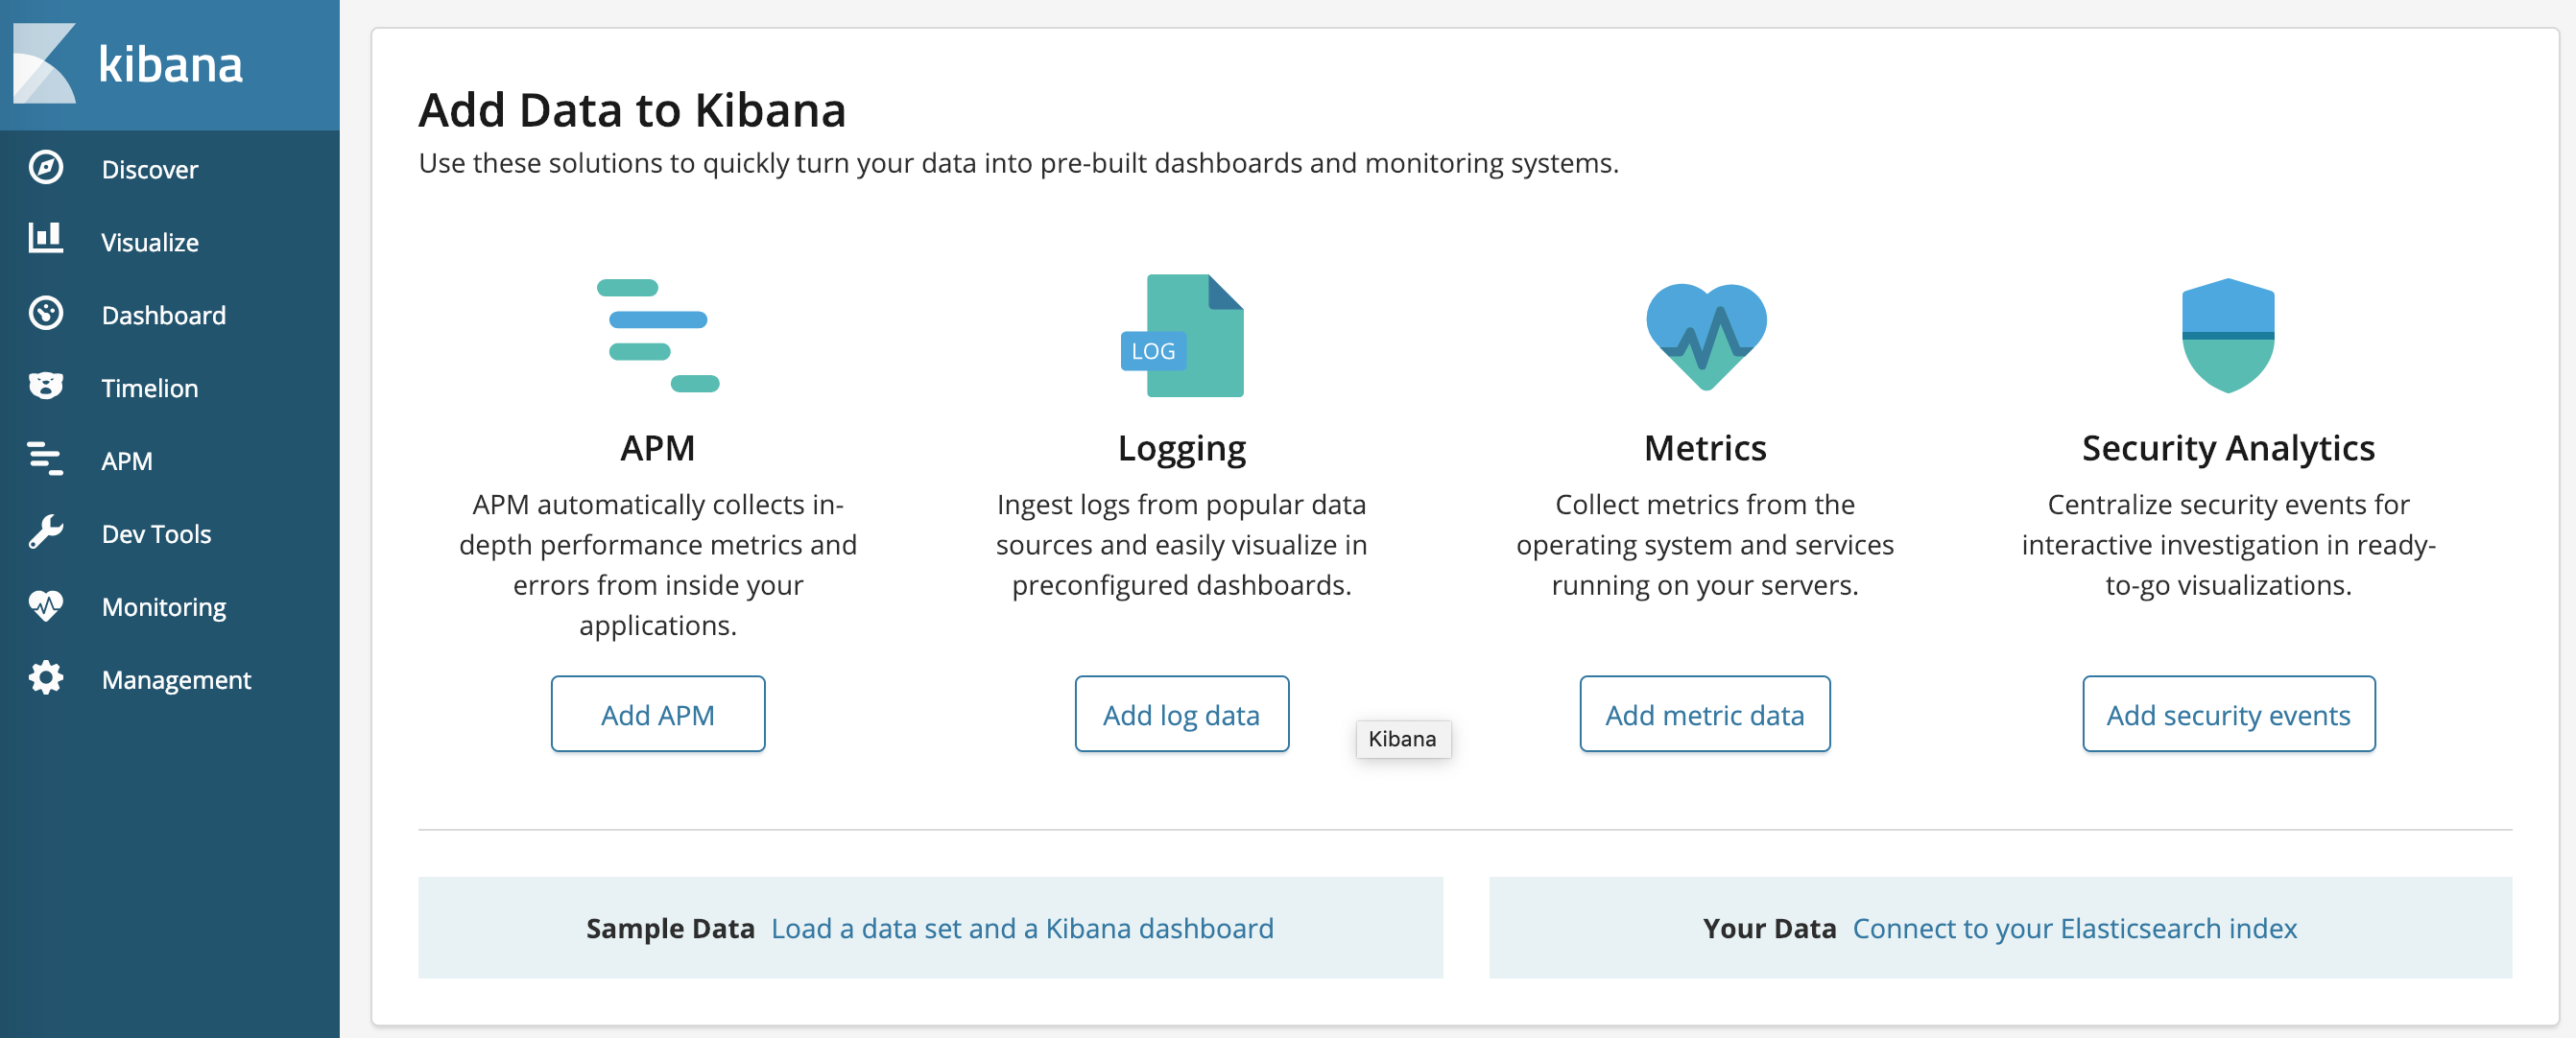 kibana
Discover
Visualize
Dashboard
Timelion
APM
Dev Tools
Monitoring
Management
Add Data to Kibana
Use these solutions to quickly turn your data into pre-built dashboards and monitoring systems.
APM
APM automatically collects in-
depth performance metrics and
errors from inside your
applications.
Add APM
LOG
Logging
Ingest logs from popular data
sources and easily visualize in
preconfigured dashboards.
Add log data
Kibana
Metrics
Collect metrics from the
operating system and services
running on your servers.
Add metric data
Security Analytics
Centralize security events for
interactive investigation in ready-
to-go visualizations.
Add security events
Sample Data Load a data set and a Kibana dashboard
Your Data Connect to your Elasticsearch index